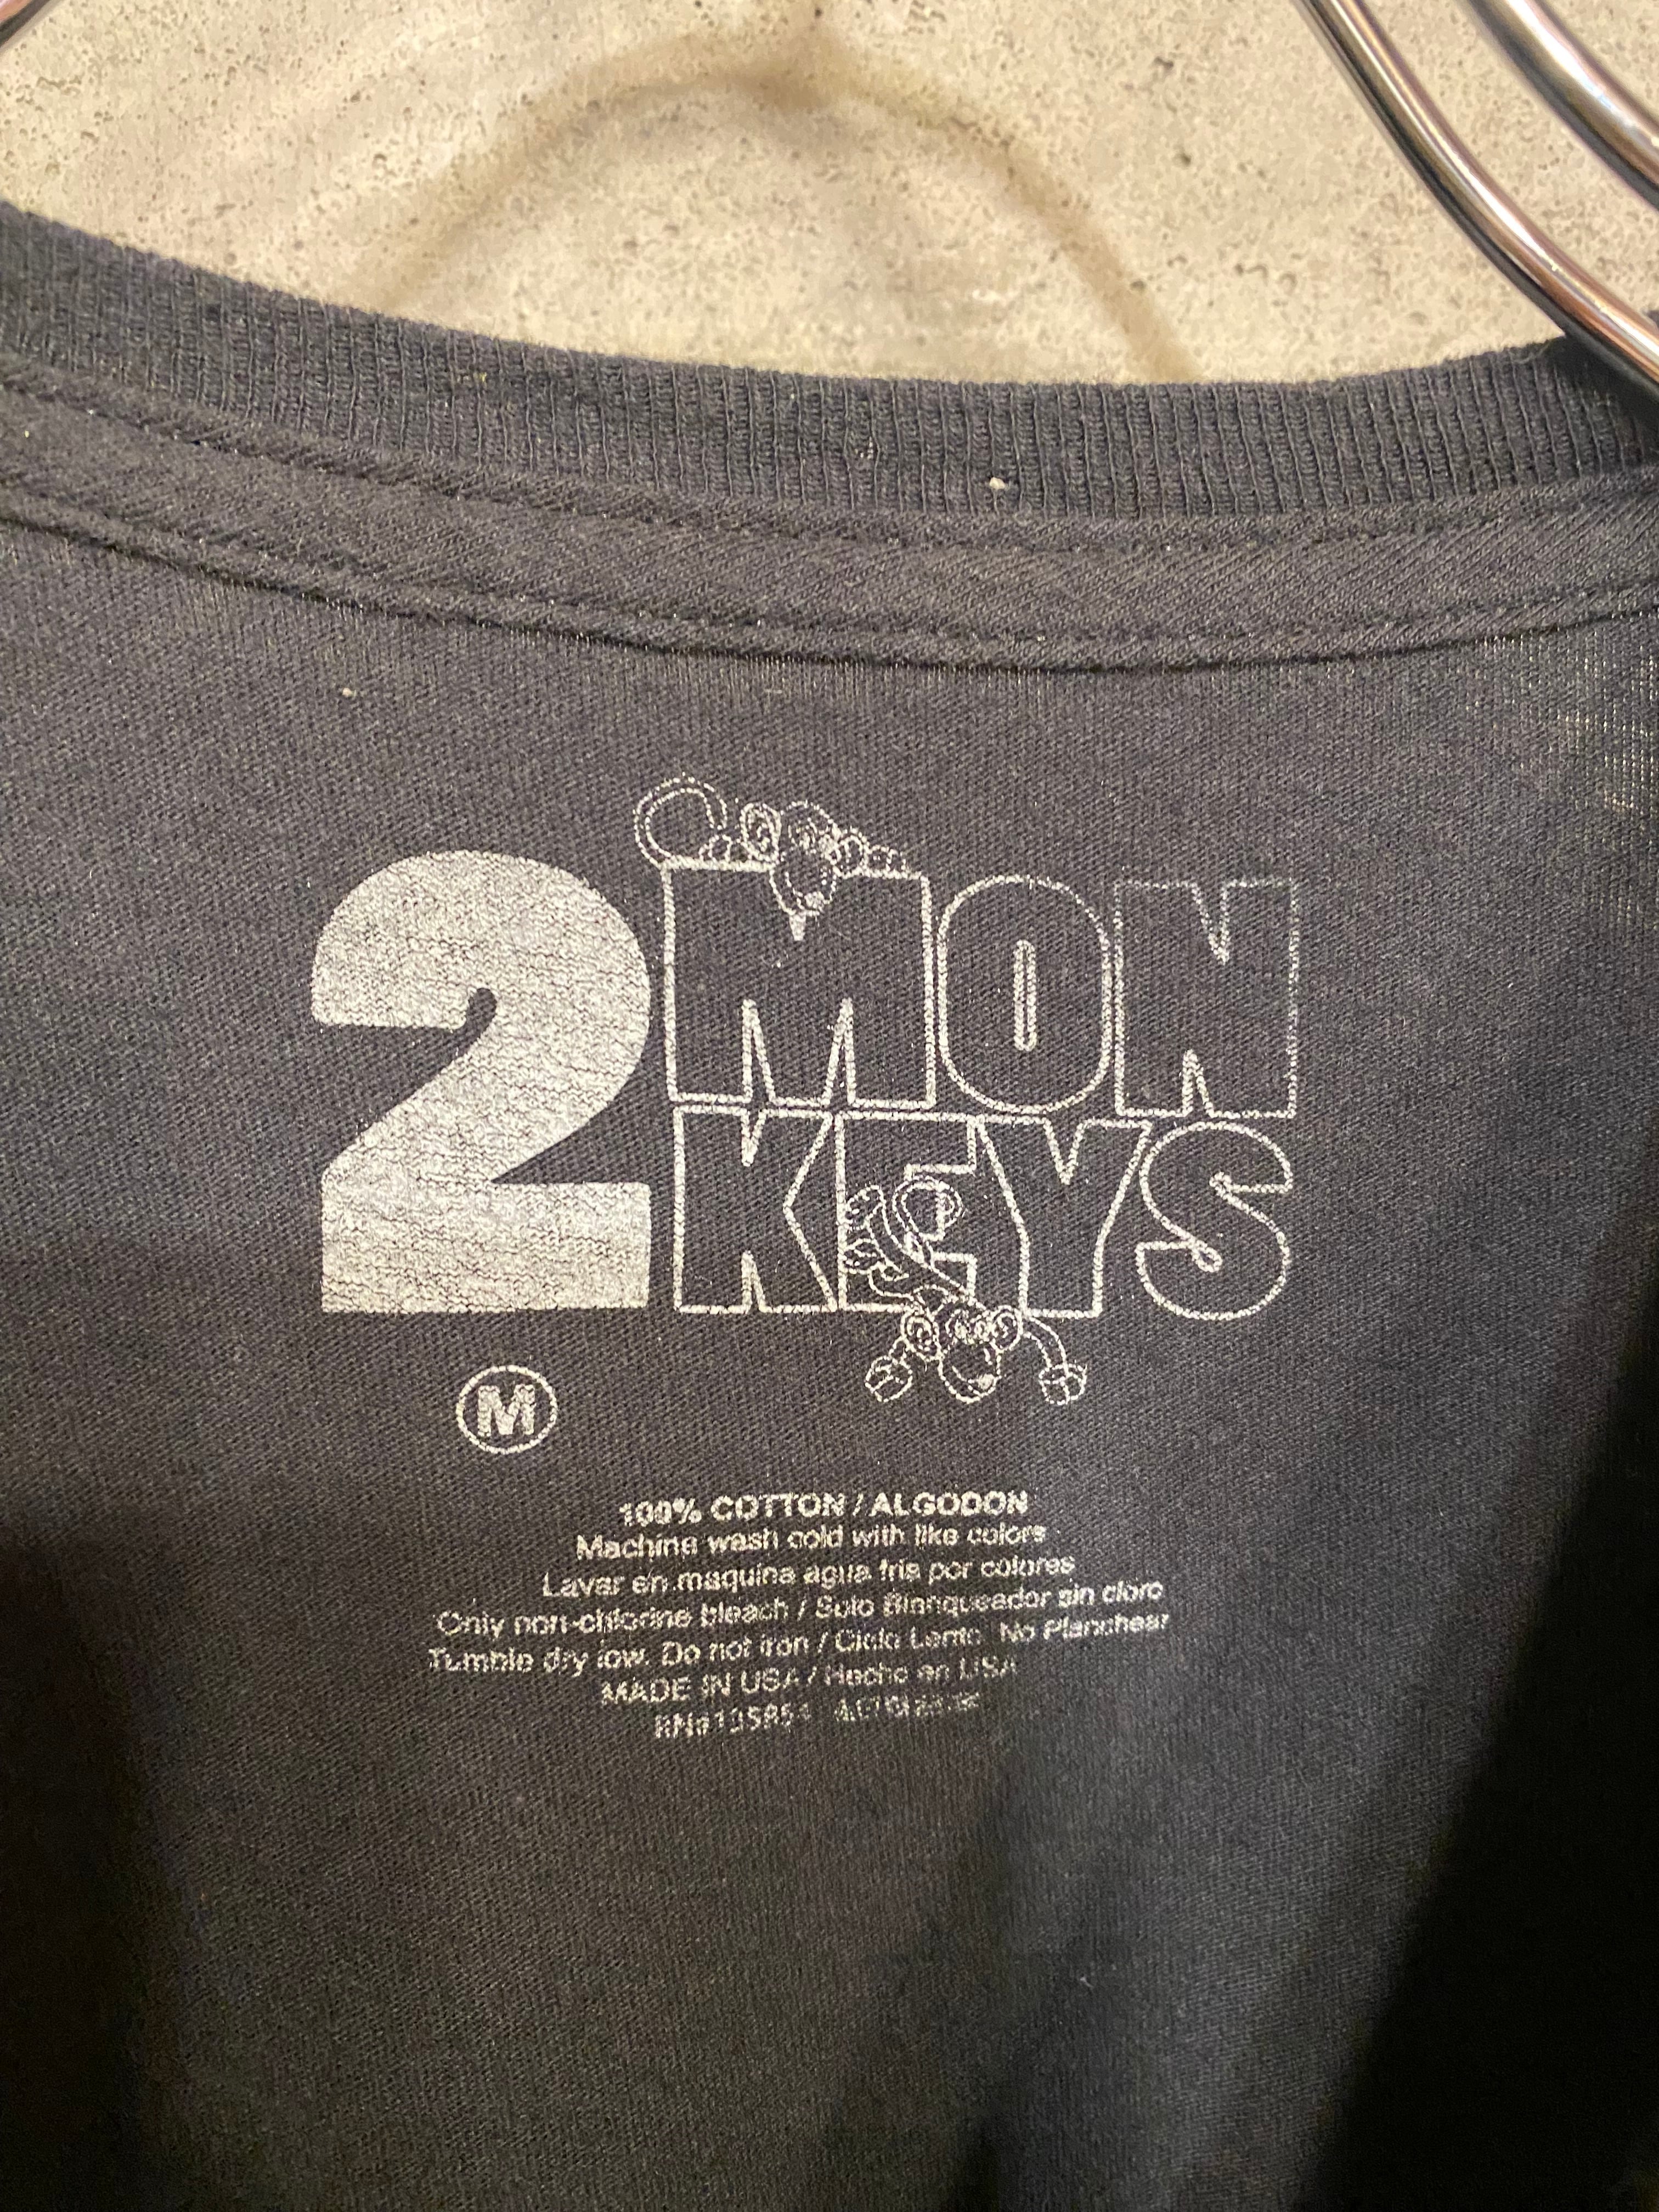 2 MON
KEYS
M
100% COTTON / ALGODON
Machine wash cold with like colors
Lavar en maquina agua fria por colores
Only non-chlorine bleach / Solo Blanqueador sin cloro
Tumble dry low. Do not iron / Ciclo Lento. No Planchear
MADE IN USA / Hecho en USA